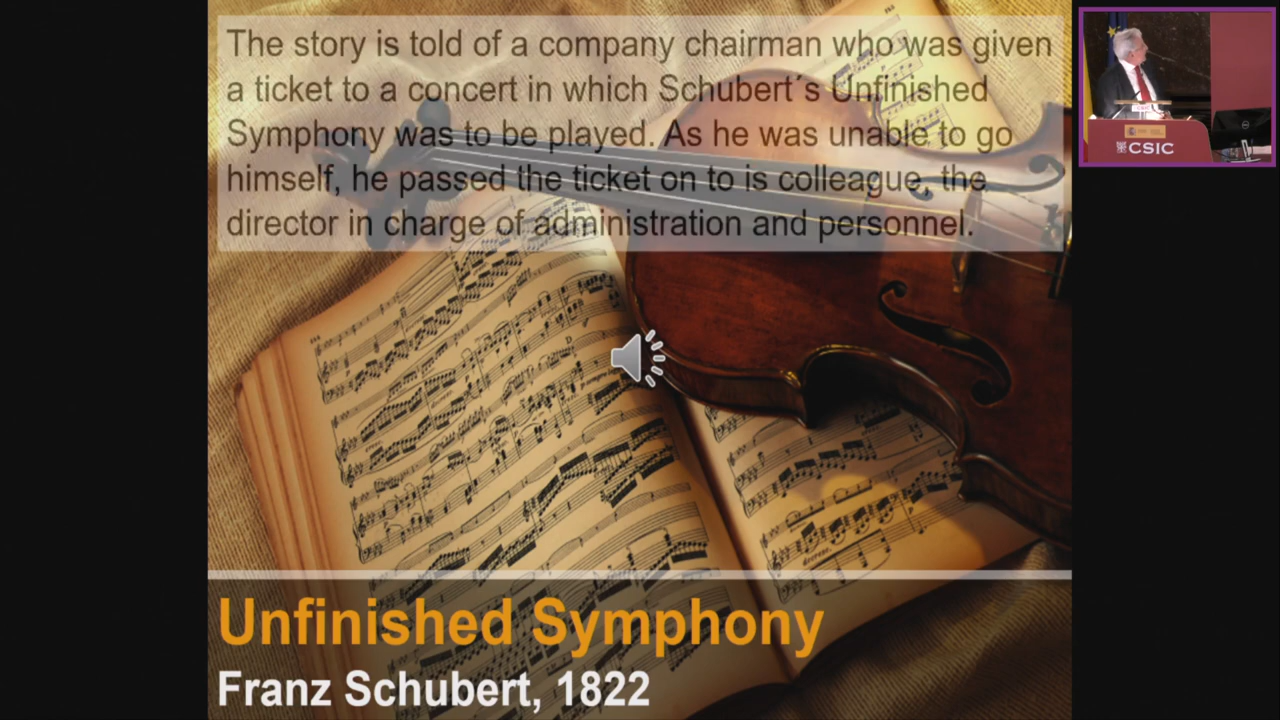 The story is told of a company chairman who was given
a ticket to a concert in which Schubert´s Unfinished
Symphony was to be played. As he was unable to go
himself, he passed the ticket on to is colleague, the
director in charge of administration and personnel.
Unfinished Symphony
Franz Schubert, 1822
CSIC